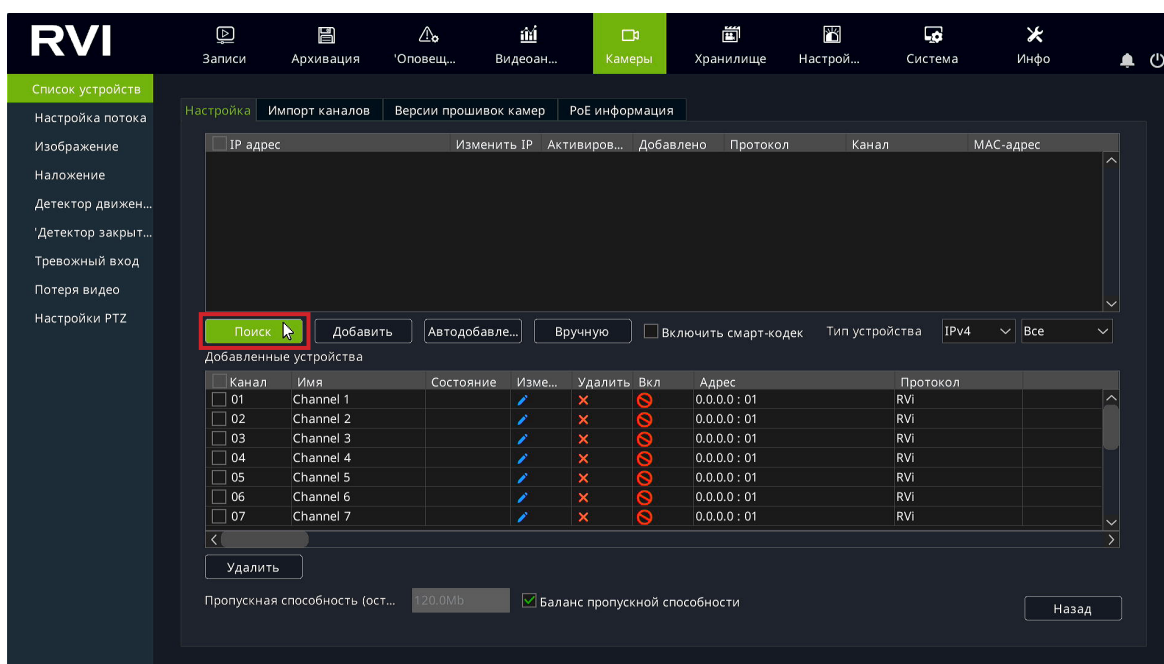 RVI
Записи Архивация 'Оповещ... Видеоан... Камеры Хранилище Настрой... Система Инфо
Список устройств
Настройка потока
Изображение
Наложение
Детектор движен...
'Детектор закрыт...
Тревожный вход
Потеря видео
Настройки PTZ
Настройка Импорт каналов Версии прошивок камер PoE информация
IP адрес Изменить IP Активиров... Добавлено Протокол Канал MAC-адрес
Поиск Добавить Автодобавле... Вручную Включить смарт-кодек Тип устройства IPv4 Все
Добавленные устройства
Канал Имя Состояние Изме... Удалить Вкл Адрес Протокол
01 Channel 1 0.0.0.0 : 01 RVi
02 Channel 2 0.0.0.0 : 01 RVi
03 Channel 3 0.0.0.0 : 01 RVi
04 Channel 4 0.0.0.0 : 01 RVi
05 Channel 5 0.0.0.0 : 01 RVi
06 Channel 6 0.0.0.0 : 01 RVi
07 Channel 7 0.0.0.0 : 01 RVi
Удалить
Пропускная способность (ост... 120.0Mb Баланс пропускной способности
Назад